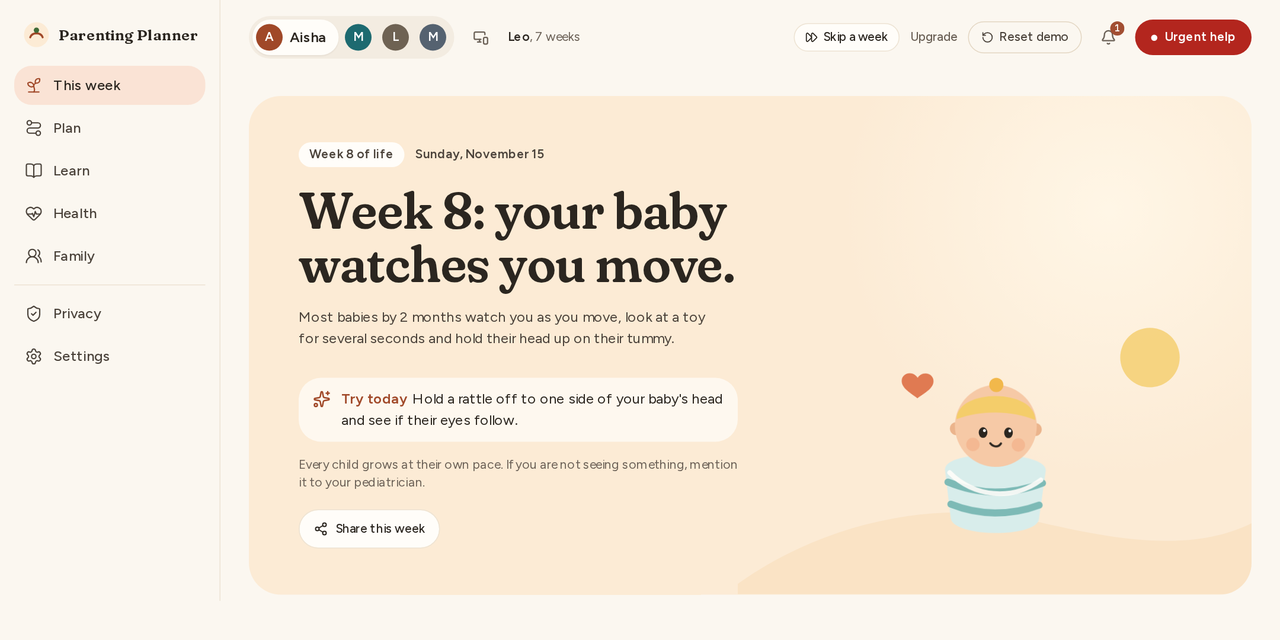 Parenting Planner
This week
Plan
Learn
Health
Family
Privacy
Settings
A Aisha M L M
Leo, 7 weeks
Skip a week
Upgrade
Reset demo
1
Urgent help
Week 8 of life
Sunday, November 15
Week 8: your baby
watches you move.
Most babies by 2 months watch you as you move, look at a toy
for several seconds and hold their head up on their tummy.
Try today Hold a rattle off to one side of your baby's head
and see if their eyes follow.
Every child grows at their own pace. If you are not seeing something, mention
it to your pediatrician.
Share this week